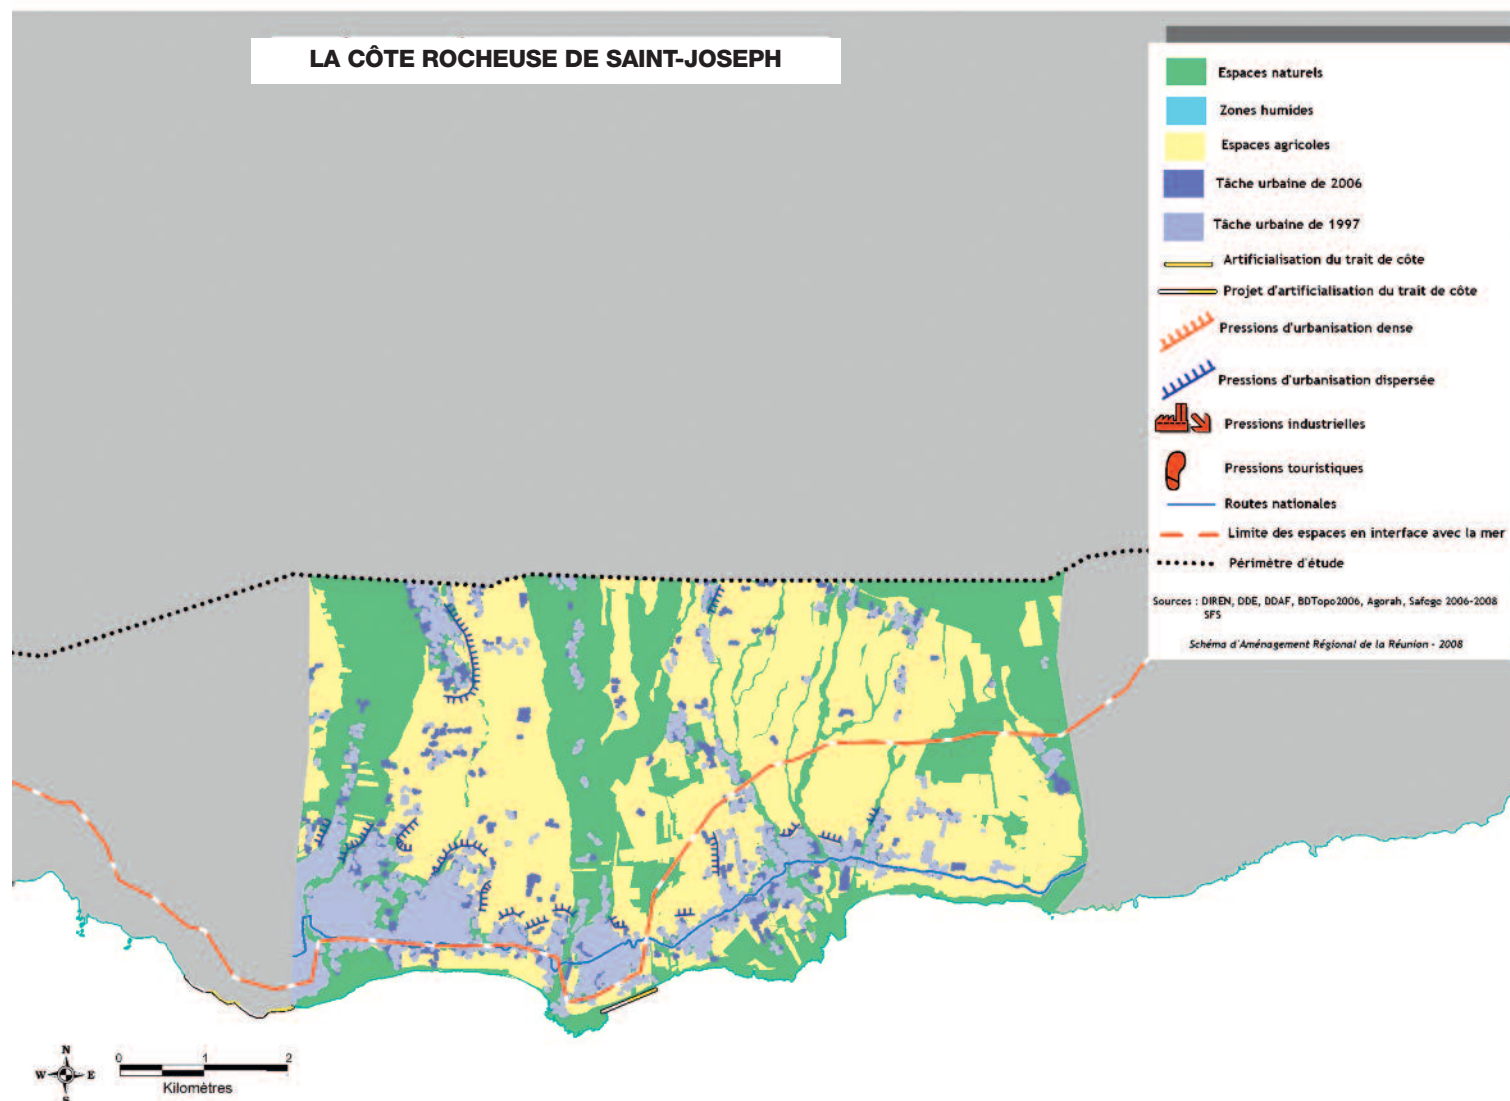 LA CÔTE ROCHEUSE DE SAINT-JOSEPH
Espaces naturels
Zones humides
Espaces agricoles
Tâche urbaine de 2006
Tâche urbaine de 1997
Artificialisation du trait de côte
Projet d'artificialisation du trait de côte
Pressions d'urbanisation dense
Pressions d'urbanisation dispersée
Pressions industrielles
Pressions touristiques
Routes nationales
Limite des espaces en interface avec la mer
Périmètre d'étude
Sources : DIREN, DDE, DDAF, BDTopo2006, Agorah, Safege 2006-2008
SFS
Schéma d'Aménagement Régional de la Réunion - 2008
N
W E
S
0 1 2
Kilomètres